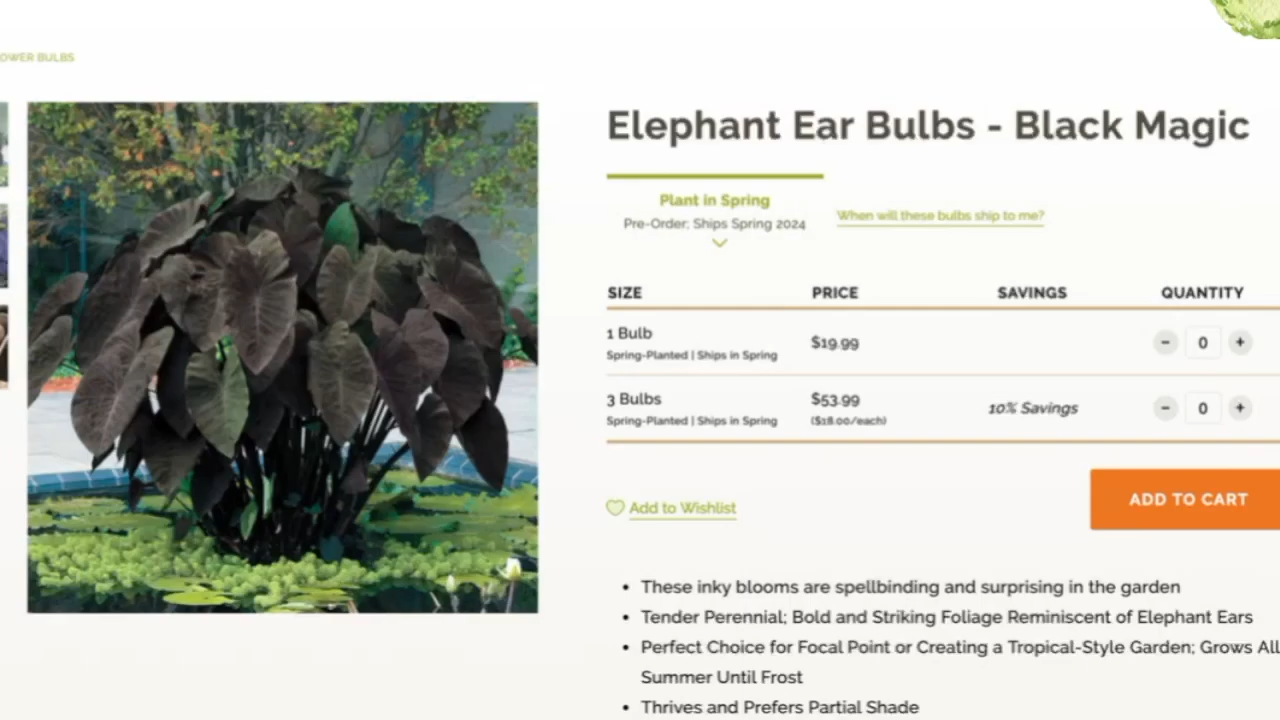 OWER BULBS
Elephant Ear Bulbs - Black Magic
Plant in Spring
Pre-Order; Ships Spring 2024
When will these bulbs ship to me?
SIZE PRICE SAVINGS QUANTITY
1 Bulb
Spring-Planted | Ships in Spring
$19.99
- 0 +
3 Bulbs
Spring-Planted | Ships in Spring
$53.99
($18.00/each)
10% Savings
- 0 +
Add to Wishlist
ADD TO CART
• These inky blooms are spellbinding and surprising in the garden
• Tender Perennial; Bold and Striking Foliage Reminiscent of Elephant Ears
• Perfect Choice for Focal Point or Creating a Tropical-Style Garden; Grows All
Summer Until Frost
• Thrives and Prefers Partial Shade